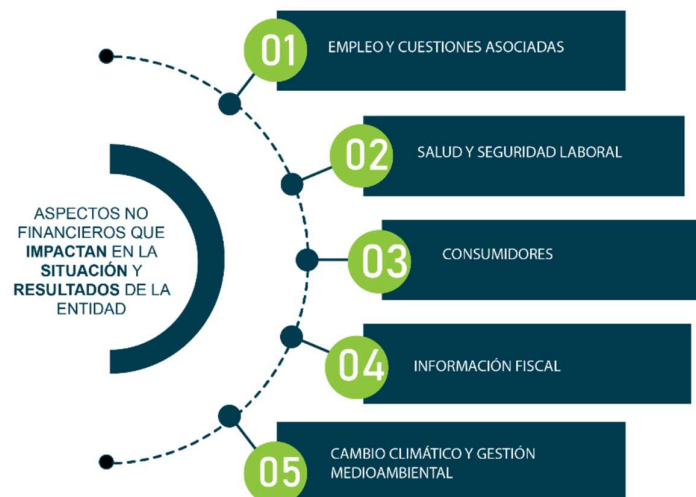 ASPECTOS NO
FINANCIEROS QUE
IMPACTAN EN LA
SITUACIÓN Y
RESULTADOS DE LA
ENTIDAD
01
EMPLEO Y CUESTIONES ASOCIADAS
02
SALUD Y SEGURIDAD LABORAL
03
CONSUMIDORES
04
INFORMACIÓN FISCAL
05
CAMBIO CLIMÁTICO Y GESTIÓN
MEDIOAMBIENTAL